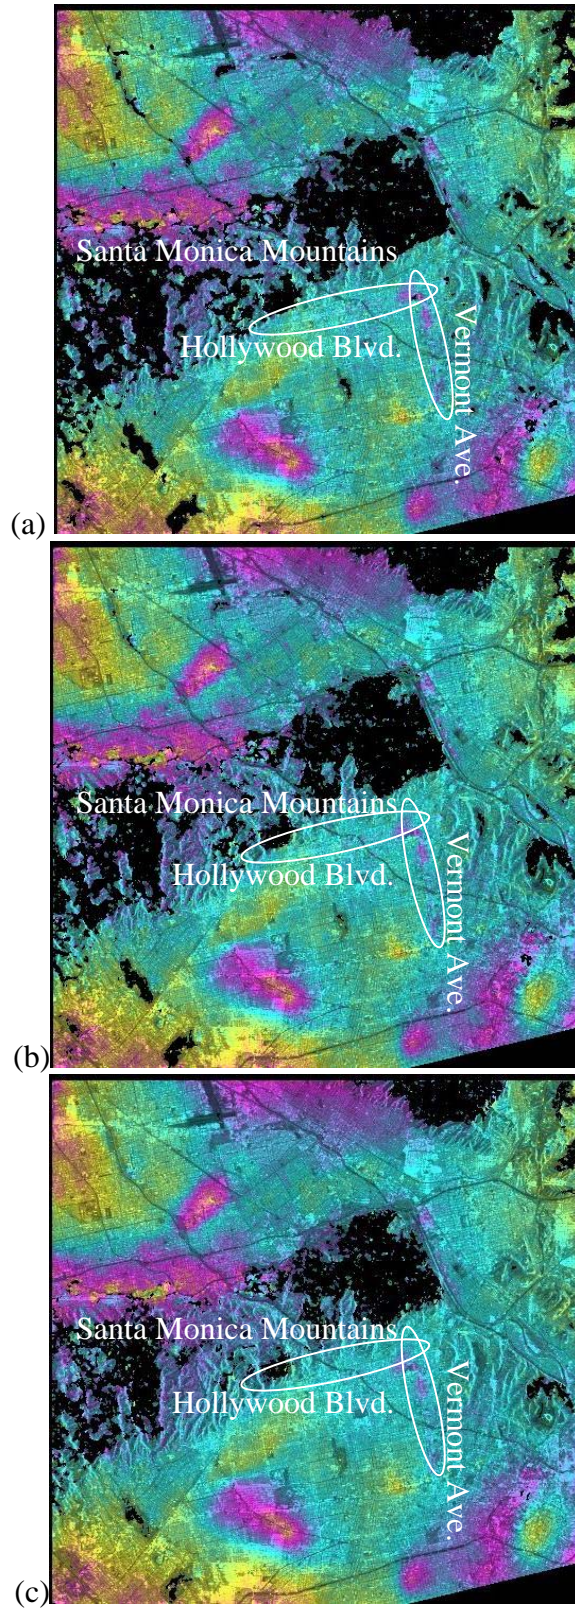 Santa Monica Mountains
Hollywood Blvd.
Vermont Ave.
(a)
Santa Monica Mountains
Hollywood Blvd.
Vermont Ave.
(b)
Santa Monica Mountains
Hollywood Blvd.
Vermont Ave.
(c)